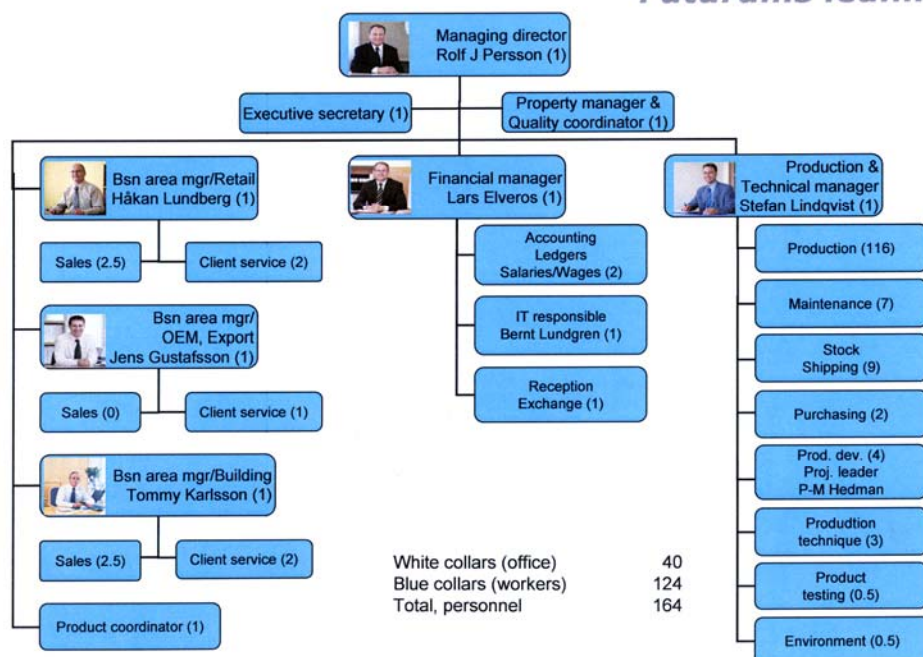 Managing director
Rolf J Persson (1)
Executive secretary (1)
Property manager &
Quality coordinator (1)
Bsn area mgr/Retail
Håkan Lundberg (1)
Sales (2.5)
Client service (2)
Bsn area mgr/
OEM, Export
Jens Gustafsson (1)
Sales (0)
Client service (1)
Bsn area mgr/Building
Tommy Karlsson (1)
Sales (2.5)
Client service (2)
Product coordinator (1)
Financial manager
Lars Elveros (1)
Accounting
Ledgers
Salaries/Wages (2)
IT responsible
Bernt Lundgren (1)
Reception
Exchange (1)
Production &
Technical manager
Stefan Lindqvist (1)
Production (116)
Maintenance (7)
Stock
Shipping (9)
Purchasing (2)
Prod. dev. (4)
Proj. leader
P-M Hedman
Produdtion
technique (3)
Product
testing (0.5)
Environment (0.5)
White collars (office) 40
Blue collars (workers) 124
Total, personnel 164